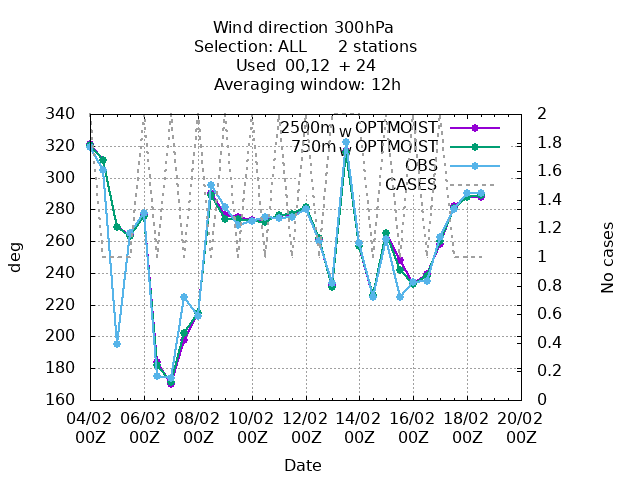 Wind direction 300hPa
Selection: ALL 2 stations
Used 00,12 + 24
Averaging window: 12h
340 2
2500m w OPTMOIST
320 1.8
750m w OPTMOIST
OBS
300 1.6
CASES
280 1.4
260 1.2
deg
240 1
No cases
220 0.8
200 0.6
180 0.4
0.2
160 0
04/02 06/02 08/02 10/02 12/02 14/02 16/02 18/02 20/02
00Z 00Z 00Z 00Z 00Z 00Z 00Z 00Z 00Z
Date